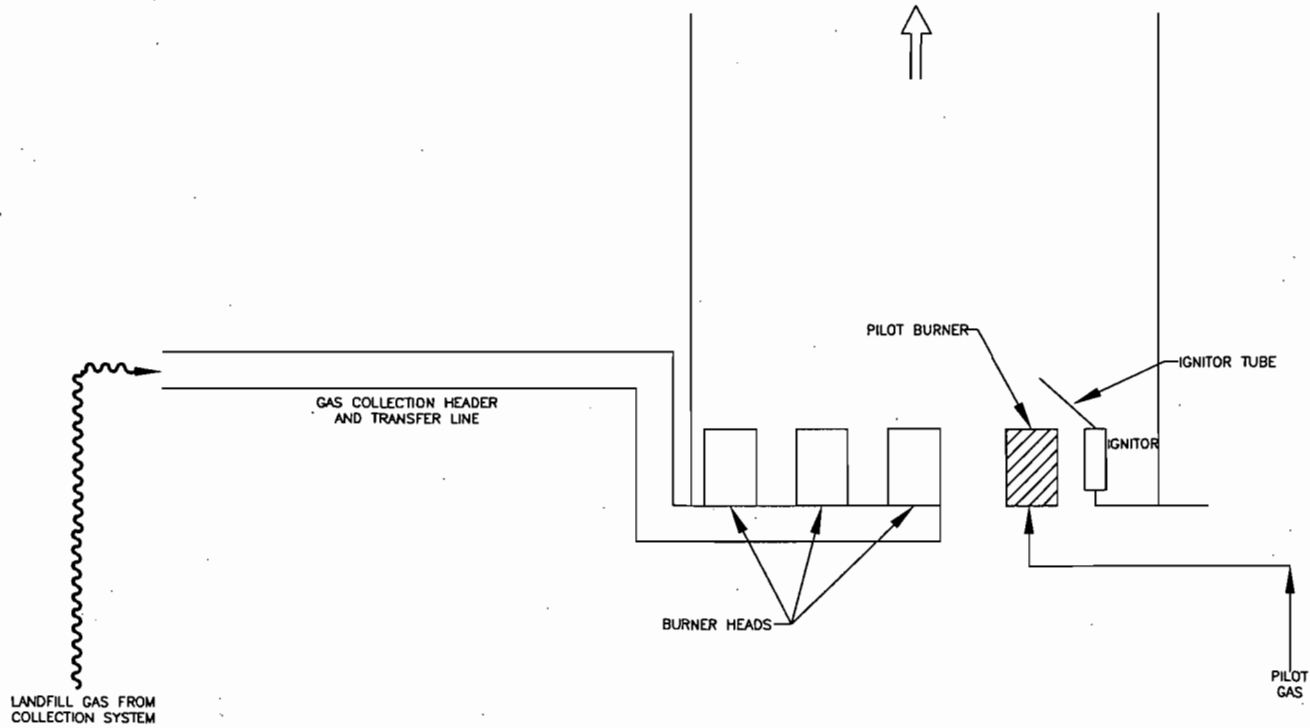 PILOT BURNER
IGNITOR TUBE
GAS COLLECTION HEADER
AND TRANSFER LINE
IGNITOR
BURNER HEADS
LANDFILL GAS FROM
COLLECTION SYSTEM
PILOT
GAS